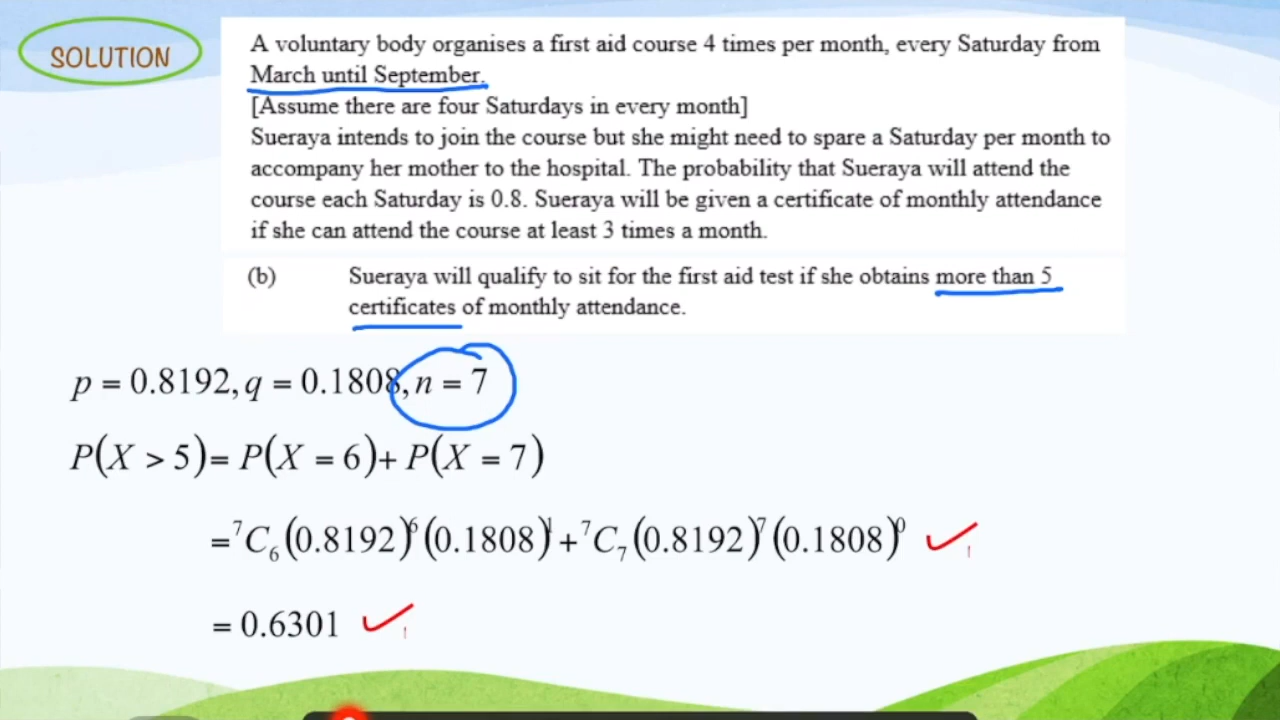 SOLUTION
A voluntary body organises a first aid course 4 times per month, every Saturday from
March until September.
[Assume there are four Saturdays in every month]
Sueraya intends to join the course but she might need to spare a Saturday per month to
accompany her mother to the hospital. The probability that Sueraya will attend the
course each Saturday is 0.8. Sueraya will be given a certificate of monthly attendance
if she can attend the course at least 3 times a month.
(b) Sueraya will qualify to sit for the first aid test if she obtains more than 5
certificates of monthly attendance.
p = 0.8192, q = 0.1808, n = 7
P(X > 5) = P(X = 6) + P(X = 7)
= ⁷C₆ (0.8192)⁶ (0.1808)¹ + ⁷C₇ (0.8192)⁷ (0.1808)⁰ ✓ 1
= 0.6301 ✓ 1